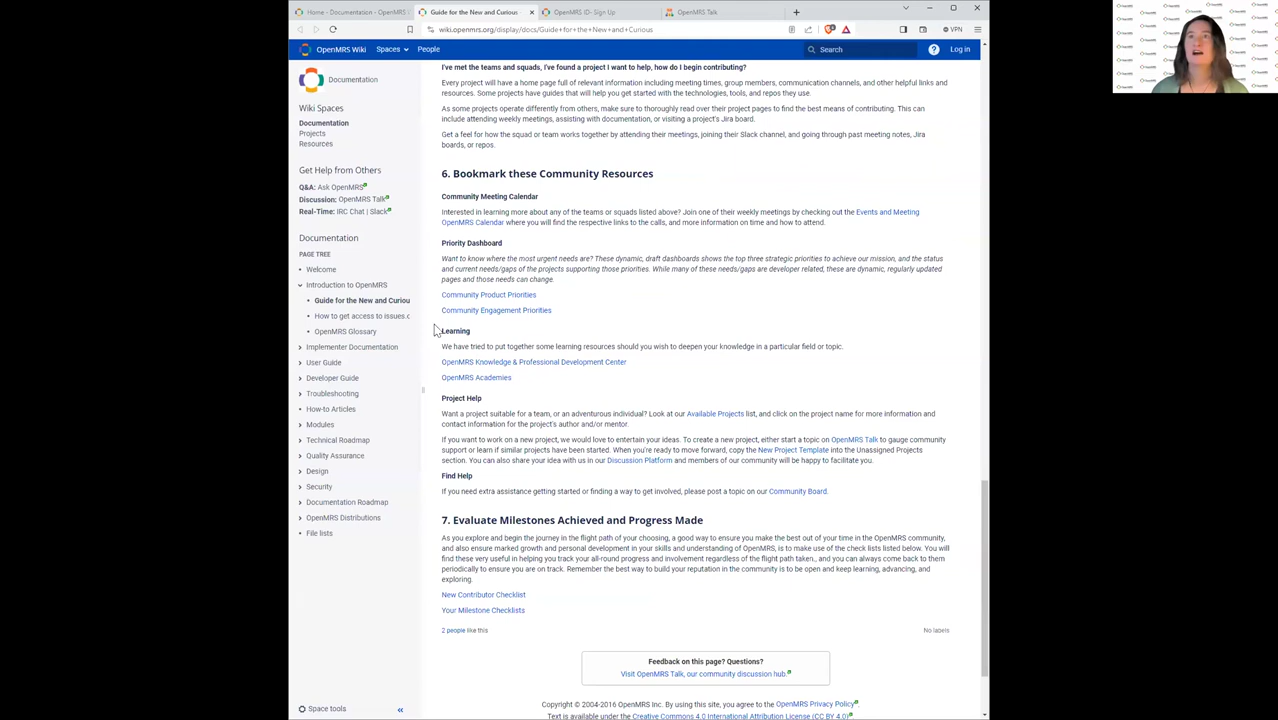 Home - Documentation - OpenMRS
Guide for the New and Curious
OpenMRS ID- Sign Up
OpenMRS Talk
wiki.openmrs.org/display/docs/Guide+for+the+New+and+Curious
VPN
OpenMRS Wiki
Spaces
People
Search
Log in
Documentation
Wiki Spaces
Documentation
Projects
Resources
Get Help from Others
Q&A: Ask OpenMRS
Discussion: OpenMRS Talk
Real-Time: IRC Chat | Slack
Documentation
PAGE TREE
Welcome
Introduction to OpenMRS
Guide for the New and Curiou
How to get access to issues c
OpenMRS Glossary
Implementer Documentation
User Guide
Developer Guide
Troubleshooting
How-to Articles
Modules
Technical Roadmap
Quality Assurance
Design
Security
Documentation Roadmap
OpenMRS Distributions
File lists
Space tools
I've met the teams and squads, I've found a project I want to help, how do I begin contributing?
Every project will have a home page full of relevant information including meeting times, group members, communication channels, and other helpful links and
resources. Some projects have guides that will help you get started with the technologies, tools, and repos they use.
As some projects operate differently from others, make sure to thoroughly read over their project pages to find the best means of contributing. This can
include attending weekly meetings, assisting with documentation, or visiting a project's Jira board.
Get a feel for how the squad or team works together by attending their meetings, joining their Slack channel, and going through past meeting notes, Jira
boards, or repos.
6. Bookmark these Community Resources
Community Meeting Calendar
Interested in learning more about any of the teams or squads listed above? Join one of their weekly meetings by checking out the Events and Meeting
OpenMRS Calendar where you will find the respective links to the calls, and more information on time and how to attend.
Priority Dashboard
Want to know where the most urgent needs are? These dynamic, draft dashboards shows the top three strategic priorities to achieve our mission, and the status
and current needs/gaps of the projects supporting those priorities. While many of these needs/gaps are developer related, these are dynamic, regularly updated
pages and those needs can change.
Community Product Priorities
Community Engagement Priorities
Learning
We have tried to put together some learning resources should you wish to deepen your knowledge in a particular field or topic.
OpenMRS Knowledge & Professional Development Center
OpenMRS Academies
Project Help
Want a project suitable for a team, or an adventurous individual? Look at our Available Projects list, and click on the project name for more information and
contact information for the project's author and/or mentor.
If you want to work on a new project, we would love to entertain your ideas. To create a new project, either start a topic on OpenMRS Talk to gauge community
support or learn if similar projects have been started. When you're ready to move forward, copy the New Project Template into the Unassigned Projects
section. You can also share your idea with us in our Discussion Platform and members of our community will be happy to facilitate you.
Find Help
If you need extra assistance getting started or finding a way to get involved, please post a topic on our Community Board.
7. Evaluate Milestones Achieved and Progress Made
As you explore and begin the journey in the flight path of your choosing, a good way to ensure you make the best out of your time in the OpenMRS community,
and also ensure marked growth and personal development in your skills and understanding of OpenMRS, is to make use of the check lists listed below. You will
find these very useful in helping you track your all-round progress and involvement regardless of the flight path taken., and you can always come back to them
periodically to ensure you are on track. Remember the best way to build your reputation in the community is to be open and keep learning, advancing, and
exploring.
New Contributor Checklist
Your Milestone Checklists
2 people like this
No labels
Feedback on this page? Questions?
Visit OpenMRS Talk, our community discussion hub.
Copyright © 2004-2016 OpenMRS Inc. By using this site, you agree to the OpenMRS Privacy Policy.
Text is available under the Creative Commons 4.0 International Attribution License (CC BY 4.0)